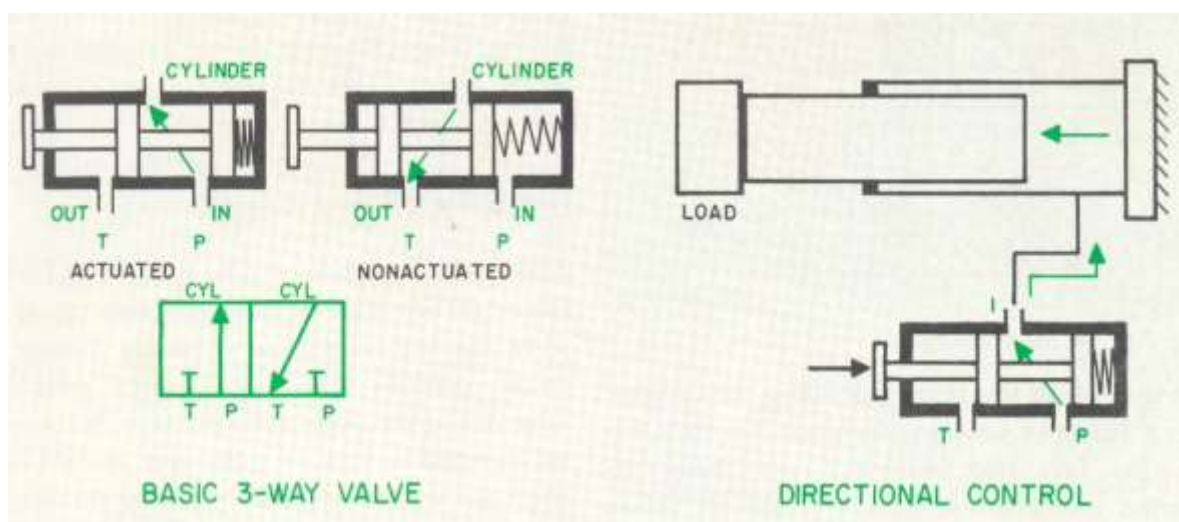 CYLINDER CYLINDER
OUT IN OUT IN
T P T P
ACTUATED NONACTUATED
CYL CYL
T P T P
BASIC 3-WAY VALVE
LOAD
I
T P
DIRECTIONAL CONTROL